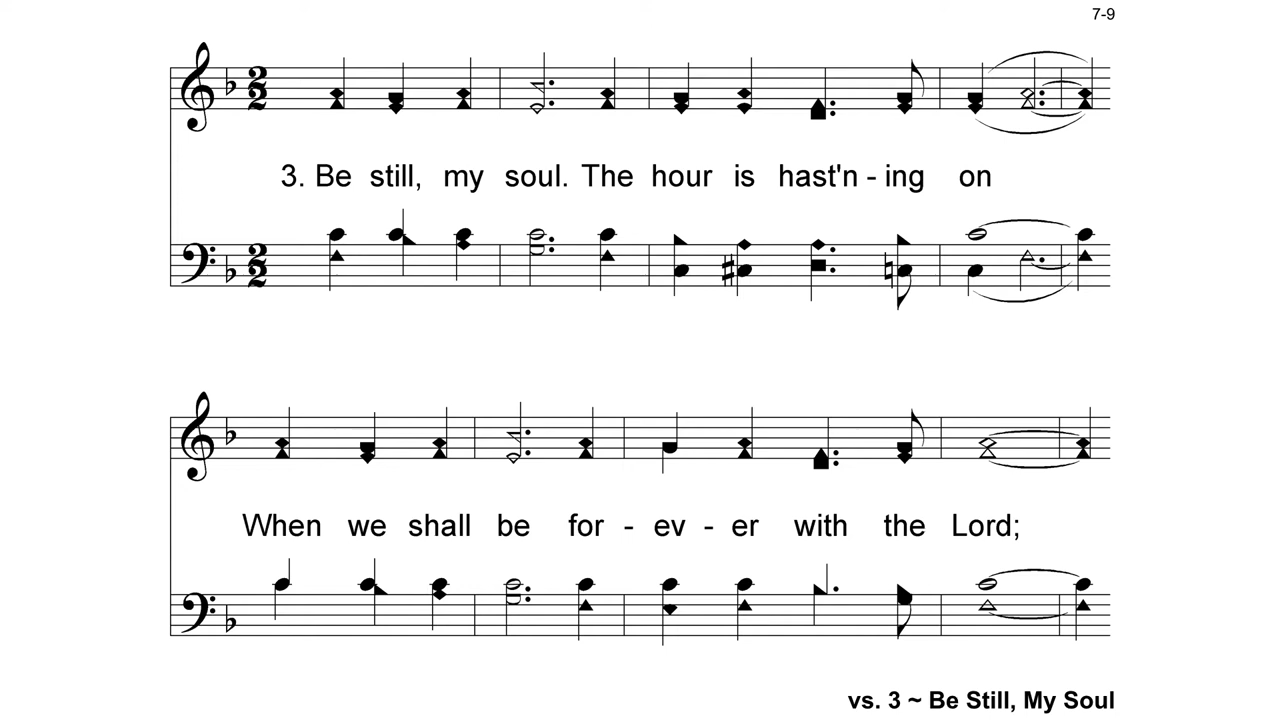 7-9
3. Be still, my soul. The hour is hast'n - ing on
When we shall be for - ev - er with the Lord;
vs. 3 ~ Be Still, My Soul